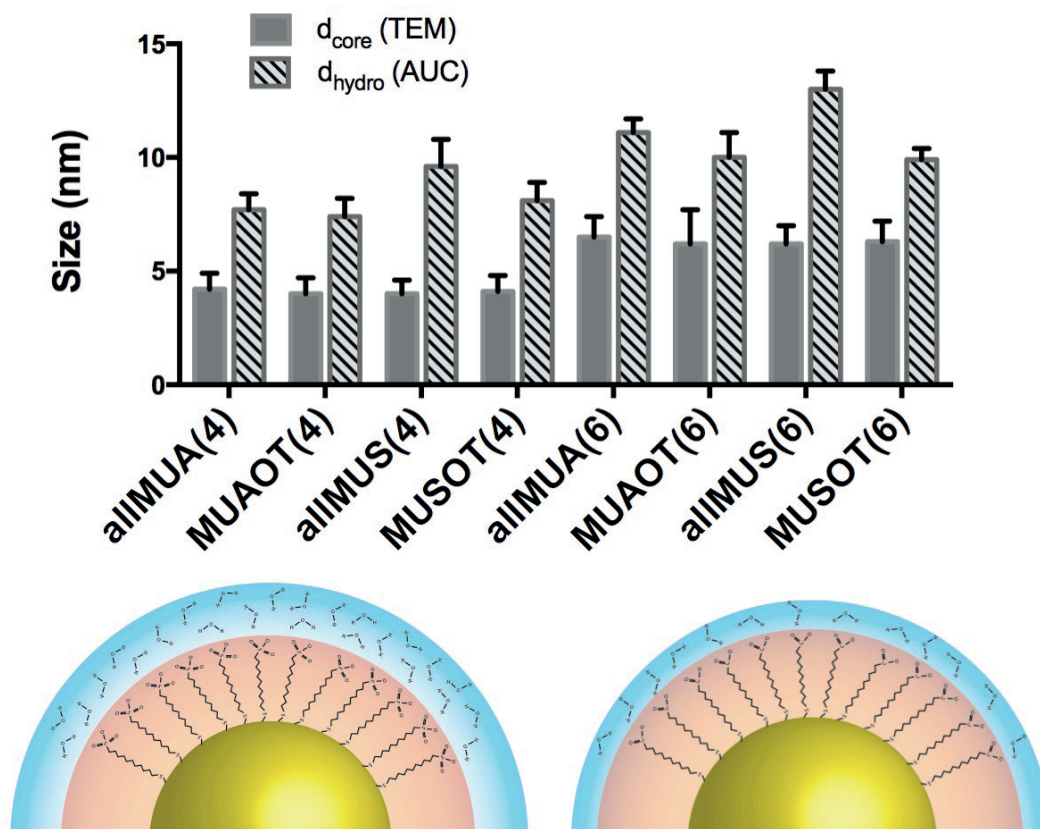 d_core (TEM)
d_hydro (AUC)
15
10
5
0
Size (nm)
allMUA(4)
MUAOT(4)
allMUS(4)
MUSOT(4)
allMUA(6)
MUAOT(6)
allMUS(6)
MUSOT(6)